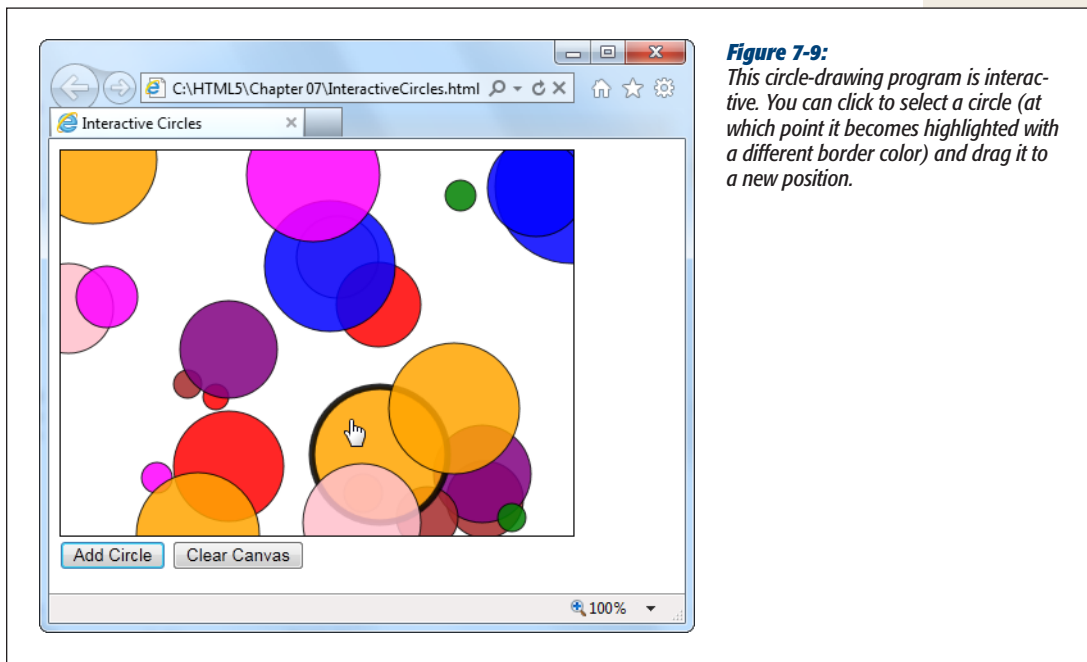 C:\HTML5\Chapter 07\InteractiveCircles.html
Interactive Circles
Add Circle
Clear Canvas
100%
Figure 7-9:
This circle-drawing program is interac-
tive. You can click to select a circle (at
which point it becomes highlighted with
a different border color) and drag it to
a new position.